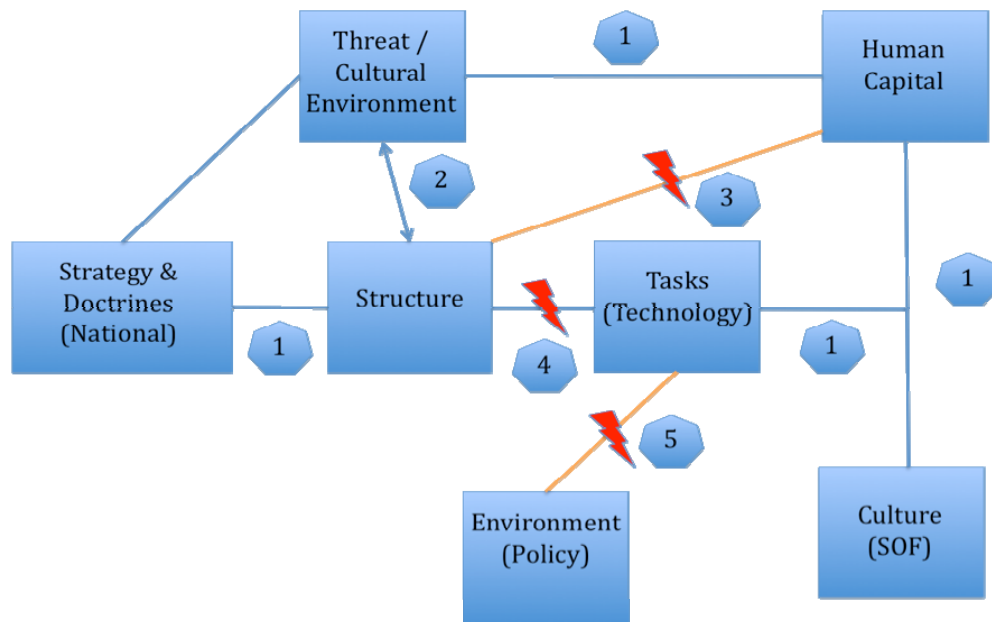 Threat /
Cultural
Environment
1
Human
Capital
2
3
Strategy &
Doctrines
(National)
1
Structure
4
Tasks
(Technology)
1
1
5
Environment
(Policy)
Culture
(SOF)